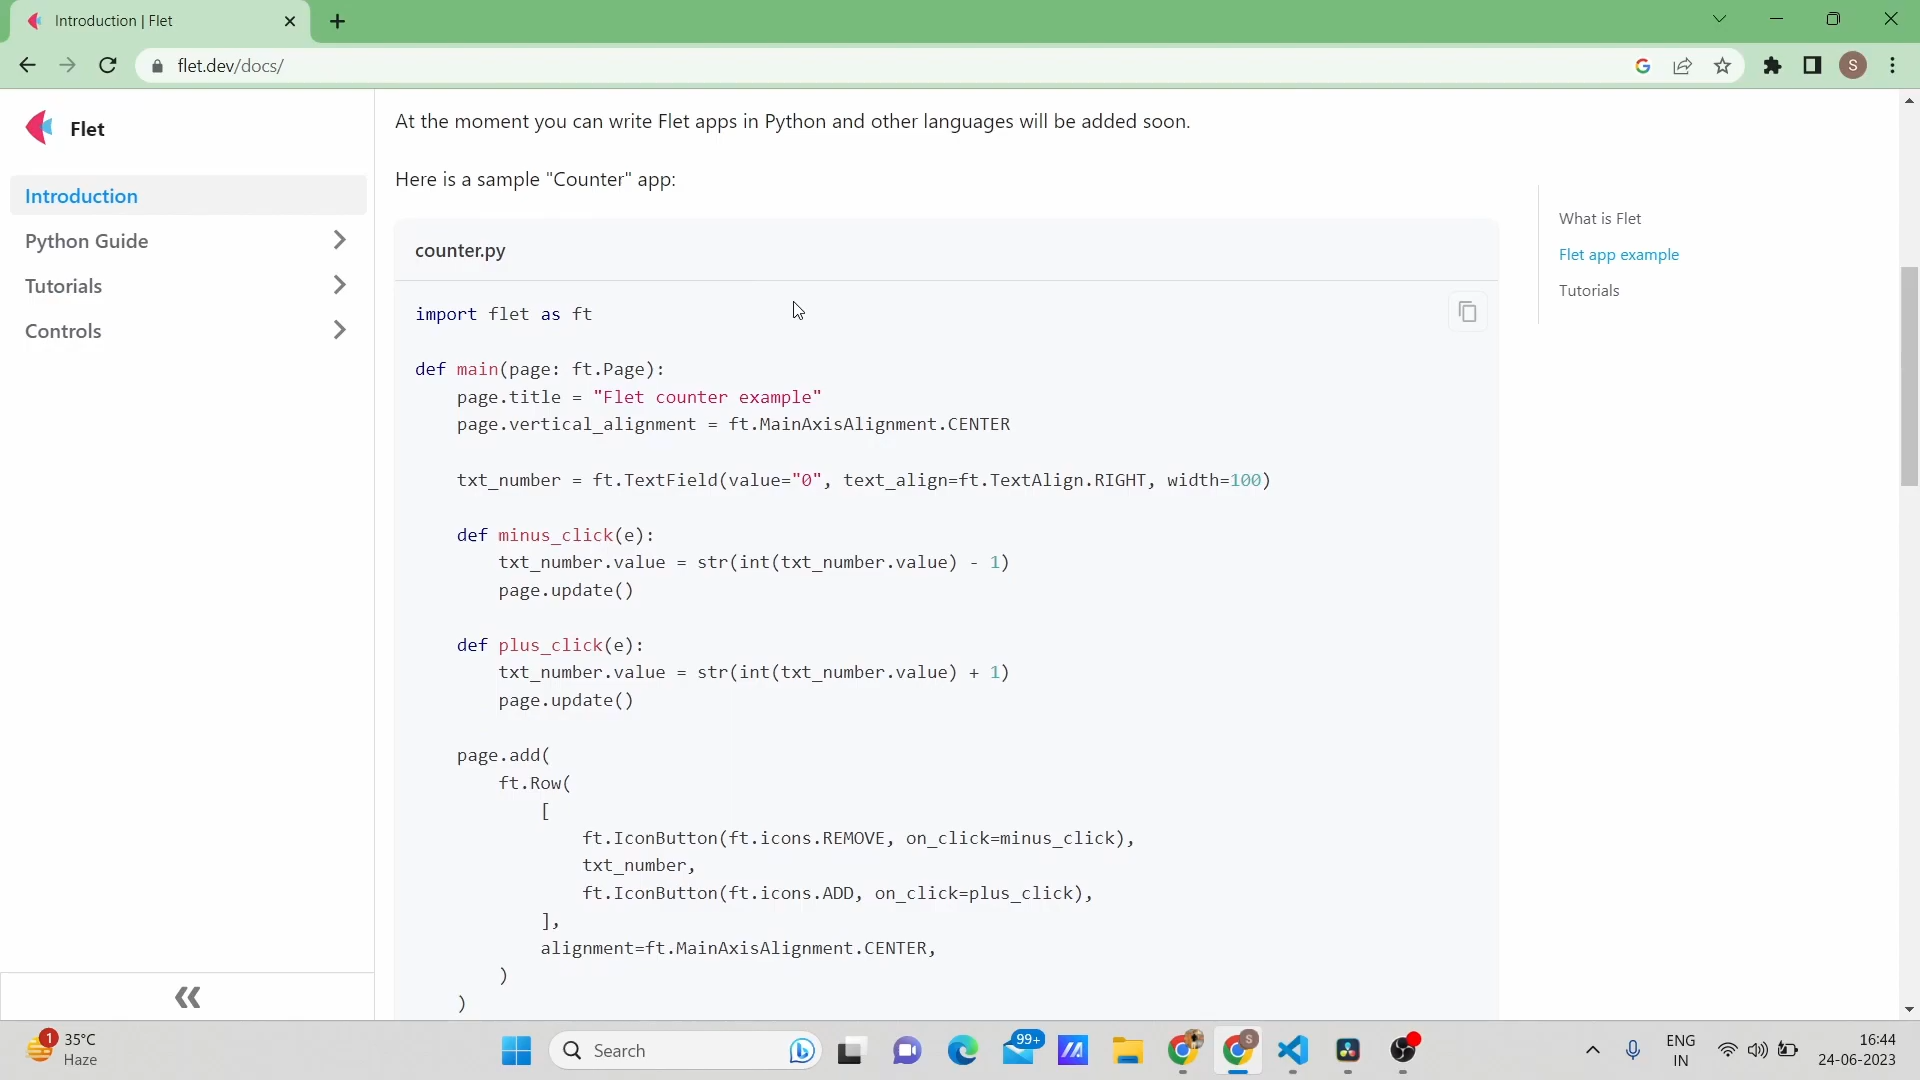 Introduction | Flet
flet.dev/docs/
S
Flet
Introduction
Python Guide
Tutorials
Controls
At the moment you can write Flet apps in Python and other languages will be added soon.
Here is a sample "Counter" app:
counter.py
import flet as ft
def main(page: ft.Page):
    page.title = "Flet counter example"
    page.vertical_alignment = ft.MainAxisAlignment.CENTER
    txt_number = ft.TextField(value="0", text_align=ft.TextAlign.RIGHT, width=100)
    def minus_click(e):
        txt_number.value = str(int(txt_number.value) - 1)
        page.update()
    def plus_click(e):
        txt_number.value = str(int(txt_number.value) + 1)
        page.update()
    page.add(
        ft.Row(
            [
                ft.IconButton(ft.icons.REMOVE, on_click=minus_click),
                txt_number,
                ft.IconButton(ft.icons.ADD, on_click=plus_click),
            ],
            alignment=ft.MainAxisAlignment.CENTER,
        )
    )
What is Flet
Flet app example
Tutorials
1
35°C
Haze
Search
99+
S
ENG
IN
16:44
24-06-2023